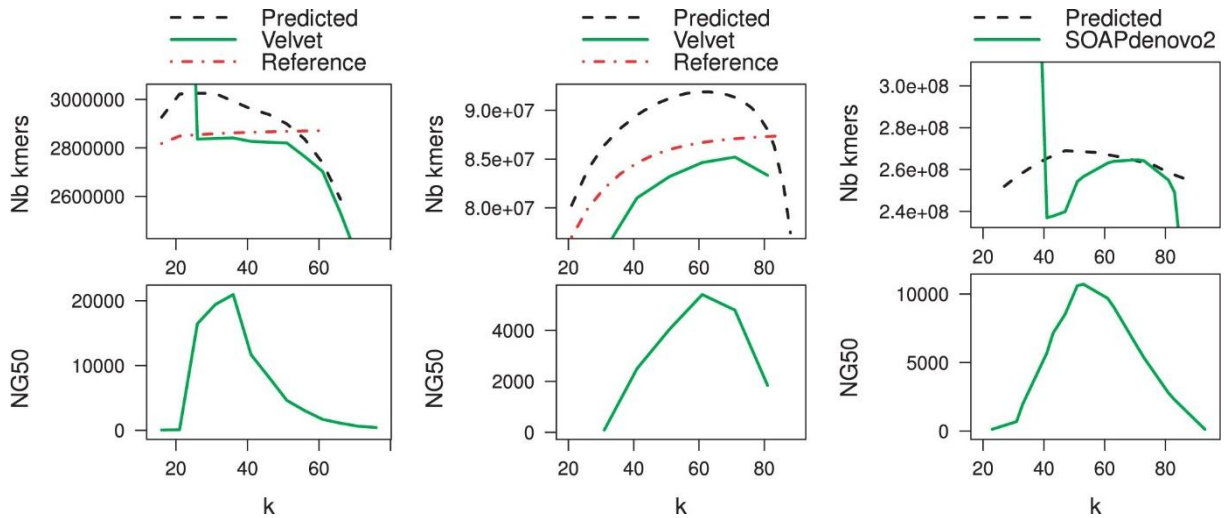 Predicted
Velvet
Reference
Nb kmers
3000000
2800000
2600000
20 40 60
NG50
20000
10000
0
20 40 60
k
Predicted
Velvet
Reference
Nb kmers
9.0e+07
8.5e+07
8.0e+07
20 40 60 80
NG50
4000
2000
0
20 40 60 80
k
Predicted
SOAPdenovo2
Nb kmers
3.0e+08
2.8e+08
2.6e+08
2.4e+08
20 40 60 80
NG50
10000
5000
0
20 40 60 80
k